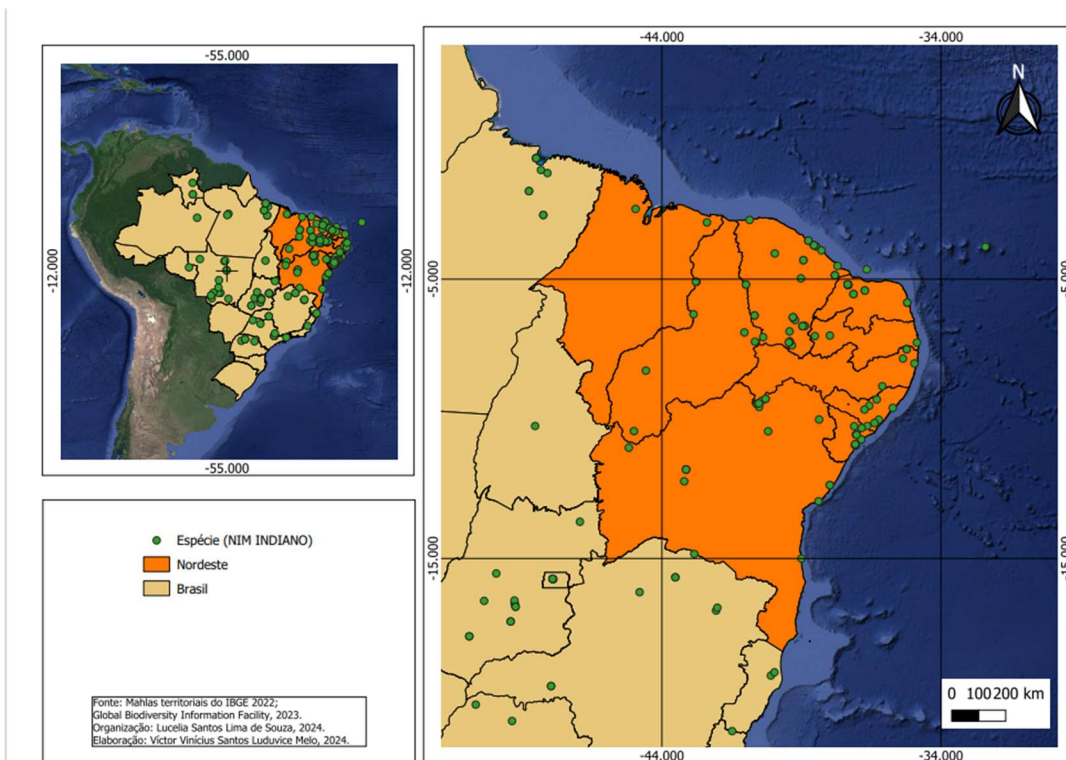 -55.000
-12.000
-12.000
-55.000
-44.000
-34.000
N
-5.000
-5.000
-15.000
-15.000
0 100 200 km
-44.000
-34.000
Espécie (NIM INDIANO)
Nordeste
Brasil
Fonte: Mahlas territoriais do IBGE 2022;
Global Biodiversity Information Facility, 2023.
Organização: Lucelia Santos Lima de Souza, 2024.
Elaboração: Víctor Vinícius Santos Luduvice Melo, 2024.